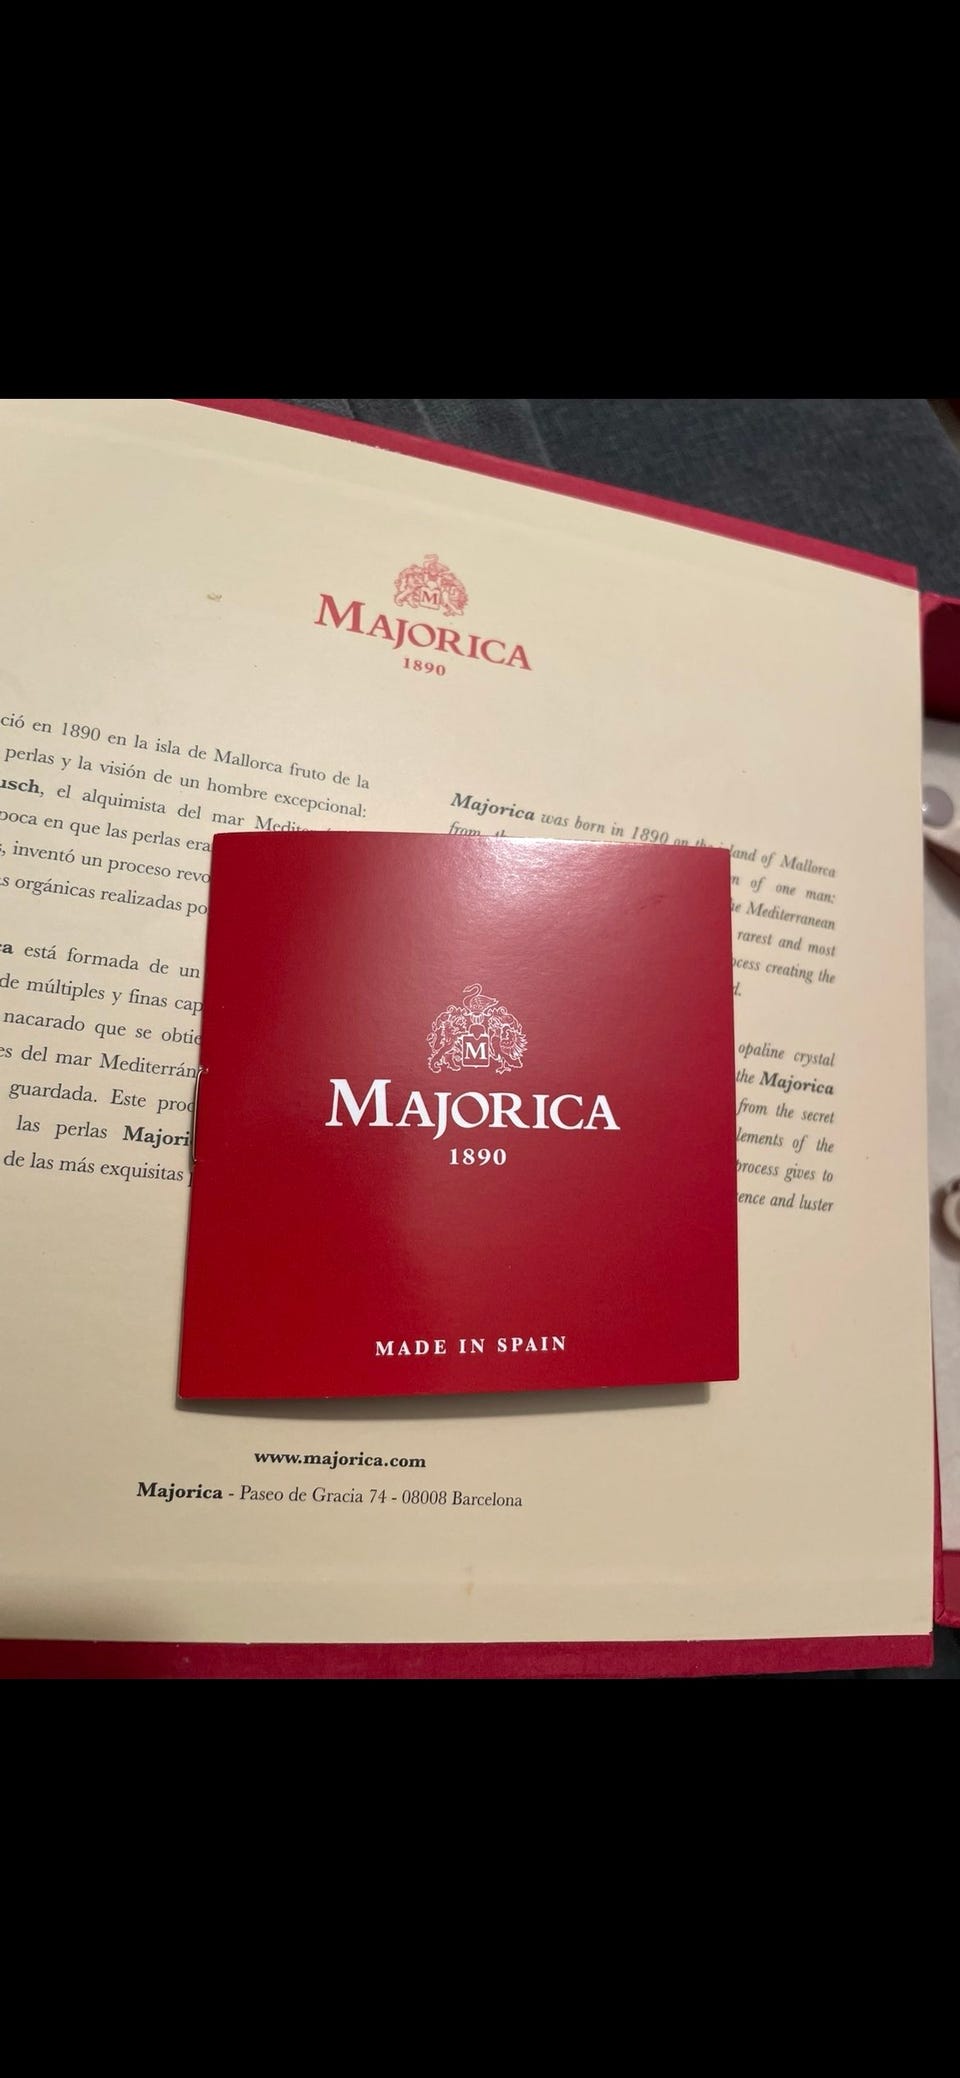 M
MAJORICA
1890
ció en 1890 en la isla de Mallorca fruto de la
perlas y la visión de un hombre excepcional:
usch, el alquimista del mar
poca en que las perlas era
, inventó un proceso revo
s orgánicas realizadas po
ca está formada de un
de múltiples y finas cap
nacarado que se obtie
es del mar Mediterrán
guardada. Este proc
las perlas Majori
de las más exquisitas
Majorica was born in 1890 on the island of Mallorca
from
n of one man:
he Mediterranean
rarest and most
ocess creating the
d.
opaline crystal
the Majorica
from the secret
lements of the
process gives to
ence and luster
M
MAJORICA
1890
MADE IN SPAIN
www.majorica.com
Majorica - Paseo de Gracia 74 - 08008 Barcelona